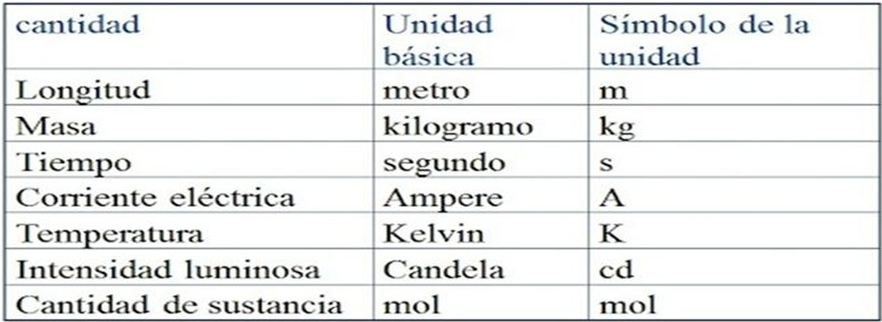 cantidad Unidad básica Símbolo de la unidad
Longitud metro m
Masa kilogramo kg
Tiempo segundo s
Corriente eléctrica Ampere A
Temperatura Kelvin K
Intensidad luminosa Candela cd
Cantidad de sustancia mol mol